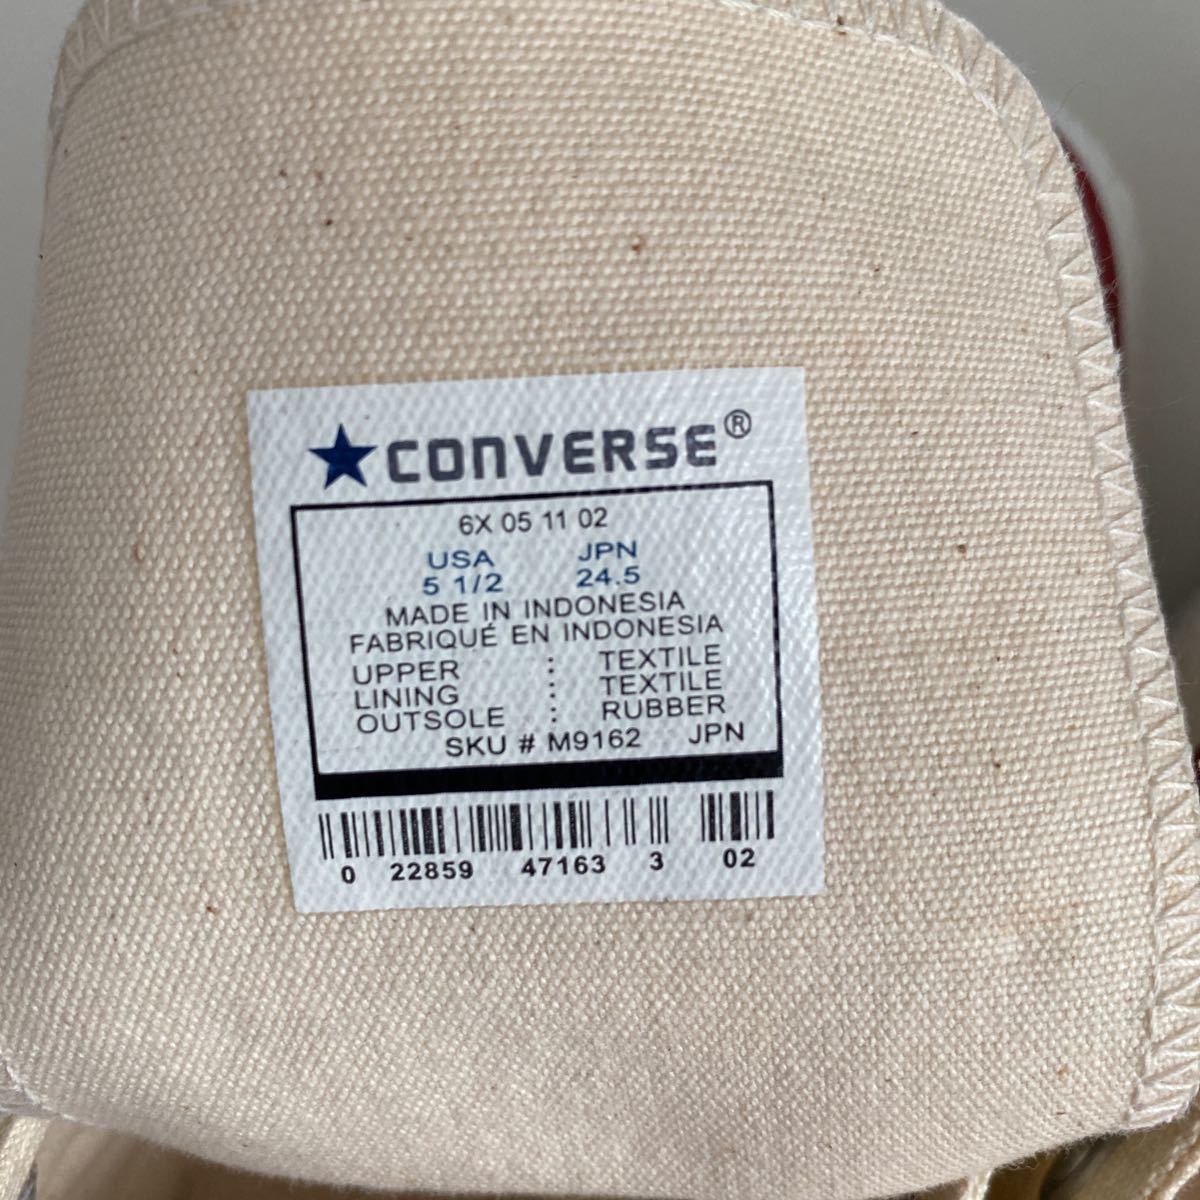 ★CONVERSE®
6X 05 11 02
USA JPN
5 1/2 24.5
MADE IN INDONESIA
FABRIQUÉ EN INDONESIA
UPPER : TEXTILE
LINING : TEXTILE
OUTSOLE : RUBBER
SKU # M9162 JPN
0 22859 47163 3 02